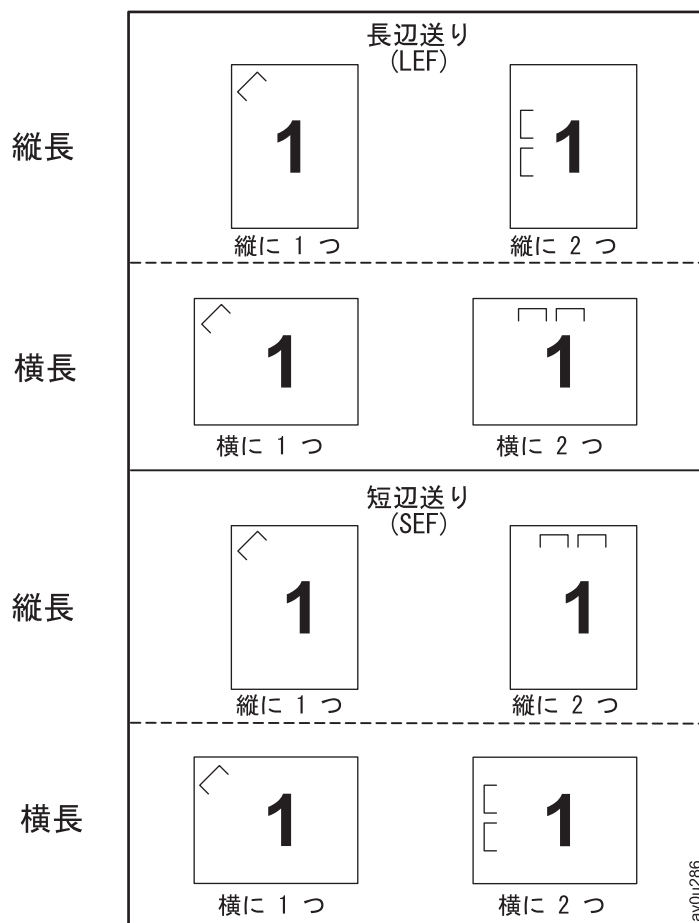 長辺送り
(LEF)
縦長
1
1
縦に 1 つ
縦に 2 つ
横長
1
1
横に 1 つ
横に 2 つ
短辺送り
(SEF)
縦長
1
1
縦に 1 つ
縦に 2 つ
横長
1
1
横に 1 つ
横に 2 つ
ax0u286